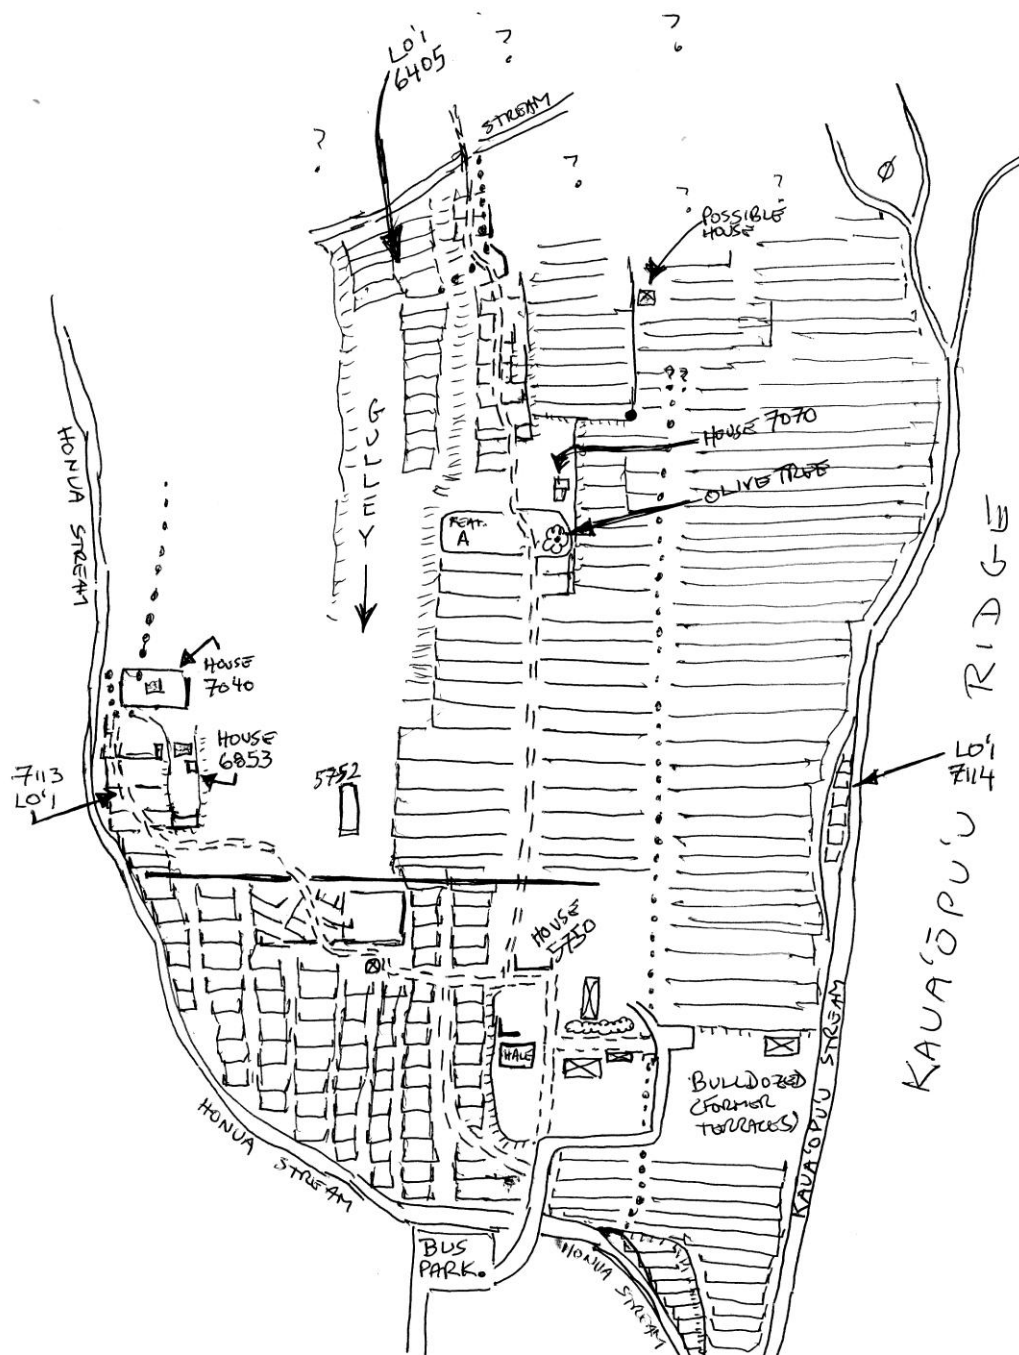 LO'I
6405
?
?
STREAM
?
?
?
?
Ø
POSSIBLE
HOUSE
HOUSE 7070
GULLEY
OLIVE TREE
FEAT.
A
HONUA STREAM
HOUSE
7040
HOUSE
6853
7113
LO'I
5752
LO'I
7114
KAUA'ŌPU'U RIDGE
??
HOUSE
5750
HALE
BULLDOZED
(FORMER
TERRACES)
KAUA'ŌPU'U STREAM
HONUA
STREAM
BUS
PARK.
HONUA
STREAM